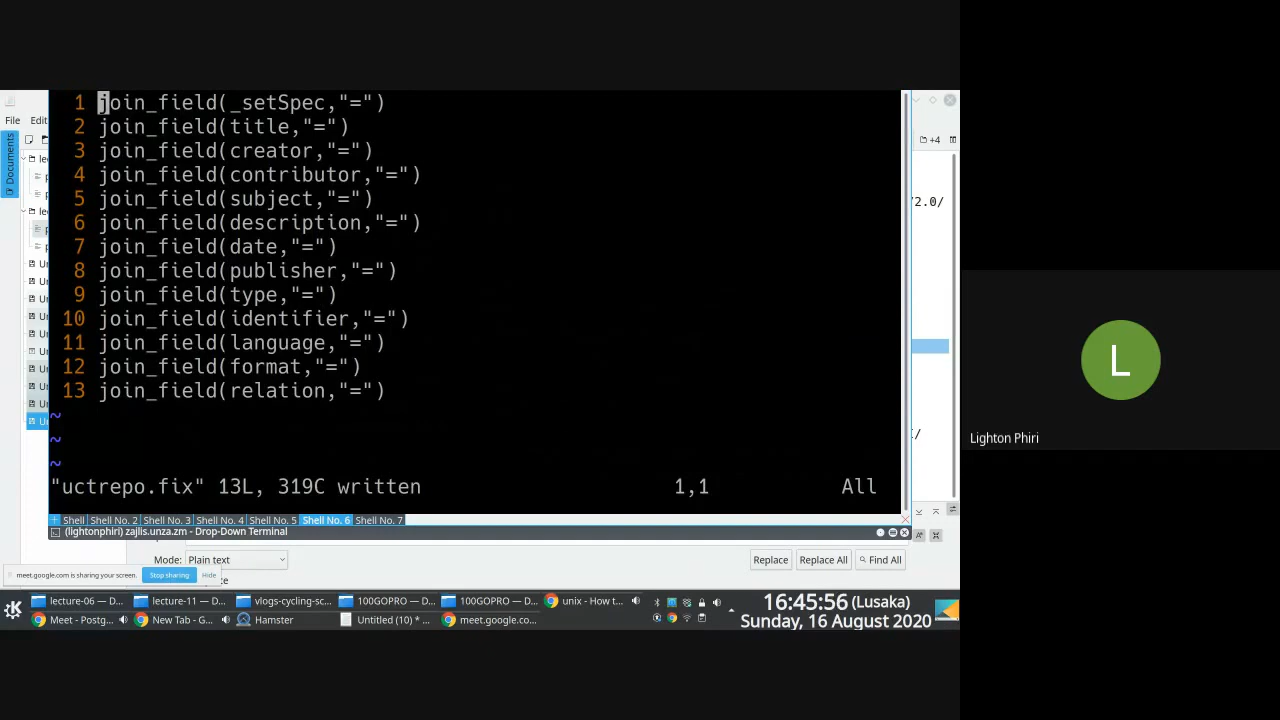 1 join_field(_setSpec,"=")
2 join_field(title,"=")
3 join_field(creator,"=")
4 join_field(contributor,"=")
5 join_field(subject,"=")
6 join_field(description,"=")
7 join_field(date,"=")
8 join_field(publisher,"=")
9 join_field(type,"=")
10 join_field(identifier,"=")
11 join_field(language,"=")
12 join_field(format,"=")
13 join_field(relation,"=")
~
~
~
"uctrepo.fix" 13L, 319C written 1,1 All
File
Documents
+4
/2.0/
L
Lighton Phiri
Shell Shell No. 2 Shell No. 3 Shell No. 4 Shell No. 5 Shell No. 6 Shell No. 7
(lightonphiri) zajlis.unza.zm - Drop-Down Terminal
Mode: Plain text Replace Replace All Find All
meet.google.com is sharing your screen. Stop sharing Hide
lecture-06 — D... lecture-11 — D... vlogs-cycling-sc... 100GOPRO — D... 100GOPRO — D... unix - How t...
Meet - Postg... New Tab - G... Hamster Untitled (10) * ... meet.google.co...
16:45:56 (Lusaka)
Sunday, 16 August 2020